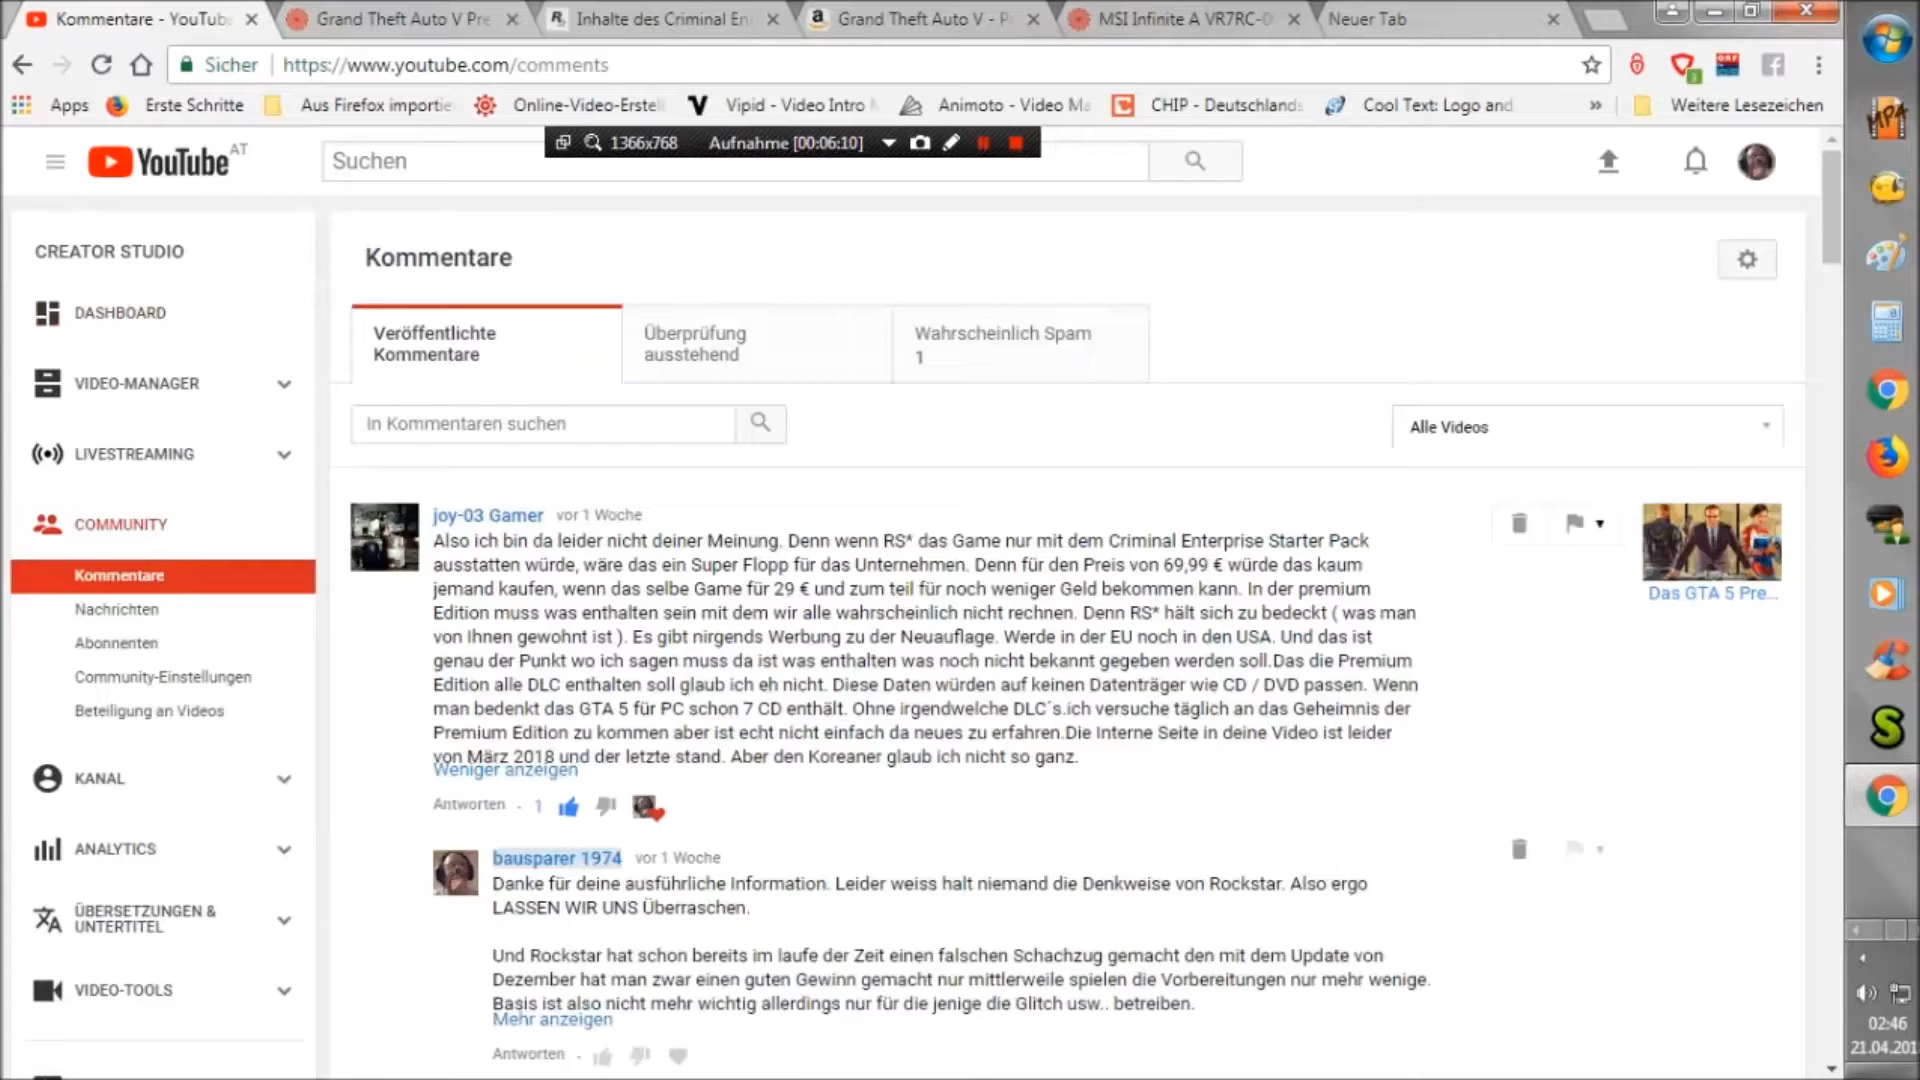 Kommentare - YouTub
Grand Theft Auto V Pre
Inhalte des Criminal En
Grand Theft Auto V - P
MSI Infinite A VR7RC-0
Neuer Tab
Sicher
https://www.youtube.com/comments
Apps
Erste Schritte
Aus Firefox importie
Online-Video-Erstel
Vipid - Video Intro
Animoto - Video Ma
CHIP - Deutschlands
Cool Text: Logo and
»
Weitere Lesezeichen
YouTube AT
Suchen
1366x768
Aufnahme [00:06:10]
CREATOR STUDIO
DASHBOARD
VIDEO-MANAGER
LIVESTREAMING
COMMUNITY
Kommentare
Nachrichten
Abonnenten
Community-Einstellungen
Beteiligung an Videos
KANAL
ANALYTICS
ÜBERSETZUNGEN &
UNTERTITEL
VIDEO-TOOLS
Kommentare
Veröffentlichte
Kommentare
Überprüfung
ausstehend
Wahrscheinlich Spam
1
In Kommentaren suchen
Alle Videos
joy-03 Gamer vor 1 Woche
Also ich bin da leider nicht deiner Meinung. Denn wenn RS* das Game nur mit dem Criminal Enterprise Starter Pack
ausstatten würde, wäre das ein Super Flopp für das Unternehmen. Denn für den Preis von 69,99 € würde das kaum
jemand kaufen, wenn das selbe Game für 29 € und zum teil für noch weniger Geld bekommen kann. In der premium
Edition muss was enthalten sein mit dem wir alle wahrscheinlich nicht rechnen. Denn RS* hält sich zu bedeckt ( was man
von Ihnen gewohnt ist ). Es gibt nirgends Werbung zu der Neuauflage. Werde in der EU noch in den USA. Und das ist
genau der Punkt wo ich sagen muss da ist was enthalten was noch nicht bekannt gegeben werden soll.Das die Premium
Edition alle DLC enthalten soll glaub ich eh nicht. Diese Daten würden auf keinen Datenträger wie CD / DVD passen. Wenn
man bedenkt das GTA 5 für PC schon 7 CD enthält. Ohne irgendwelche DLC´s.ich versuche täglich an das Geheimnis der
Premium Edition zu kommen aber ist echt nicht einfach da neues zu erfahren.Die Interne Seite in deine Video ist leider
von März 2018 und der letzte stand. Aber den Koreaner glaub ich nicht so ganz.
Weniger anzeigen
Antworten · 1
Das GTA 5 Pre...
bausparer 1974 vor 1 Woche
Danke für deine ausführliche Information. Leider weiss halt niemand die Denkweise von Rockstar. Also ergo
LASSEN WIR UNS Überraschen.
Und Rockstar hat schon bereits im laufe der Zeit einen falschen Schachzug gemacht den mit dem Update von
Dezember hat man zwar einen guten Gewinn gemacht nur mittlerweile spielen die Vorbereitungen nur mehr wenige.
Basis ist also nicht mehr wichtig allerdings nur für die jenige die Glitch usw.. betreiben.
Mehr anzeigen
Antworten ·
02:46
21.04.201